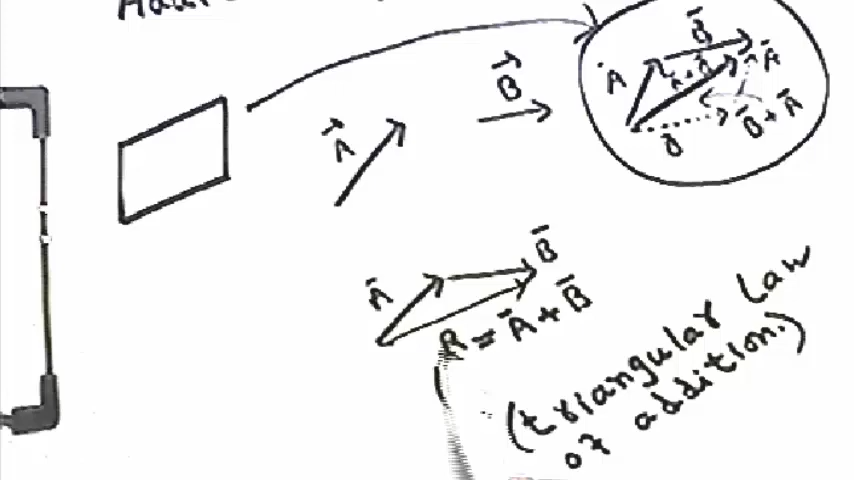 A⃗
B⃗
Ā
B̄
Ā
B̄ + Ā
B̄
Ā
R = Ā + B̄
(triangular law
of addition.)